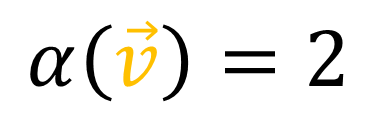 α(v⃗) = 2